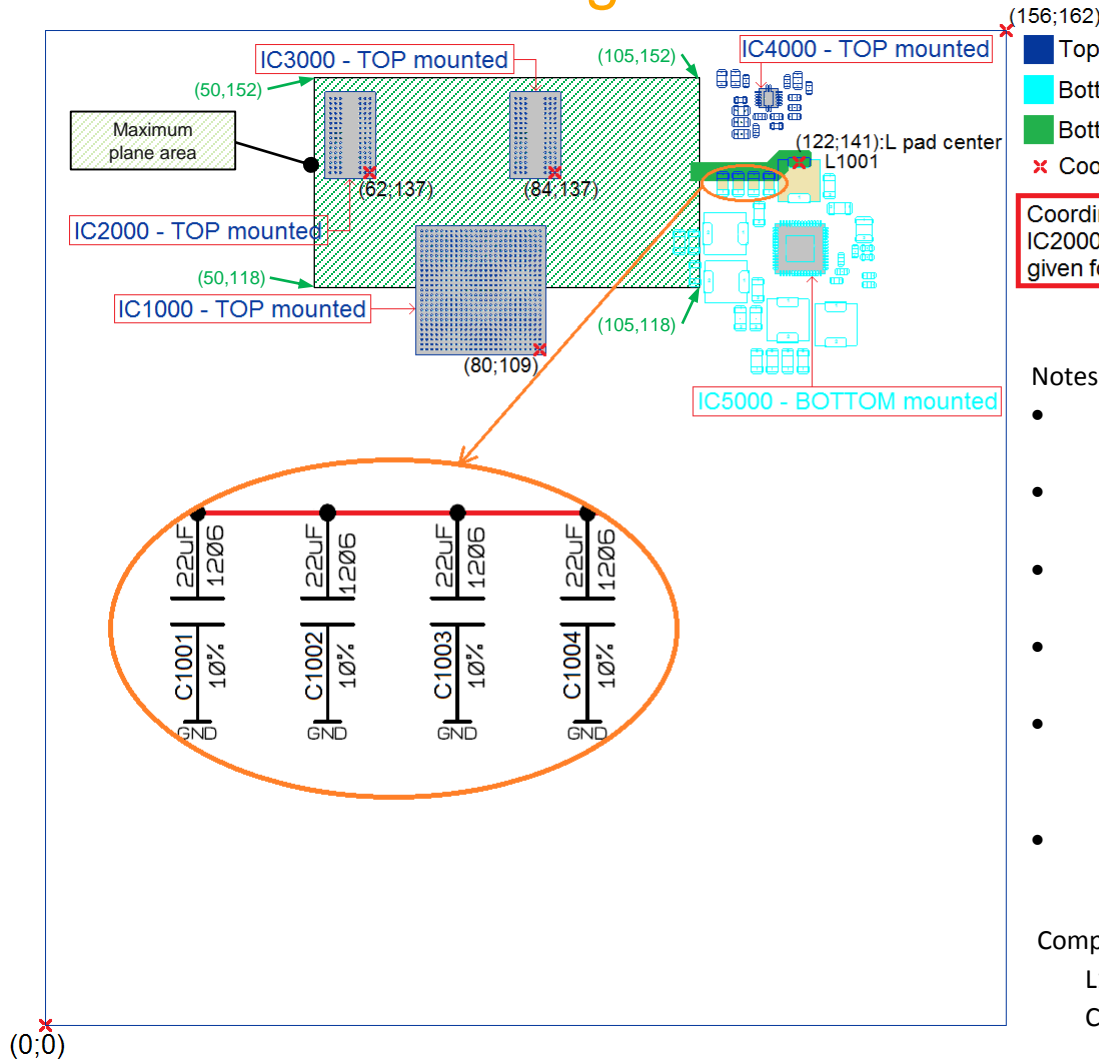 (156;162)
IC3000 - TOP mounted
(105,152)
IC4000 - TOP mounted
Top
(50,152)
Bott
Maximum
plane area
Bott
(122;141):L pad center
L1001
Coo
(62;137)
(84;137)
Coordi
IC2000
given fo
IC2000 - TOP mounted
(50,118)
IC1000 - TOP mounted
(105,118)
(80;109)
Notes
IC5000 - BOTTOM mounted
22uF
1206
22uF
1206
22uF
1206
22uF
1206
C1001
10%
C1002
10%
C1003
10%
C1004
10%
GND
GND
GND
GND
Comp
L
C
(0;0)